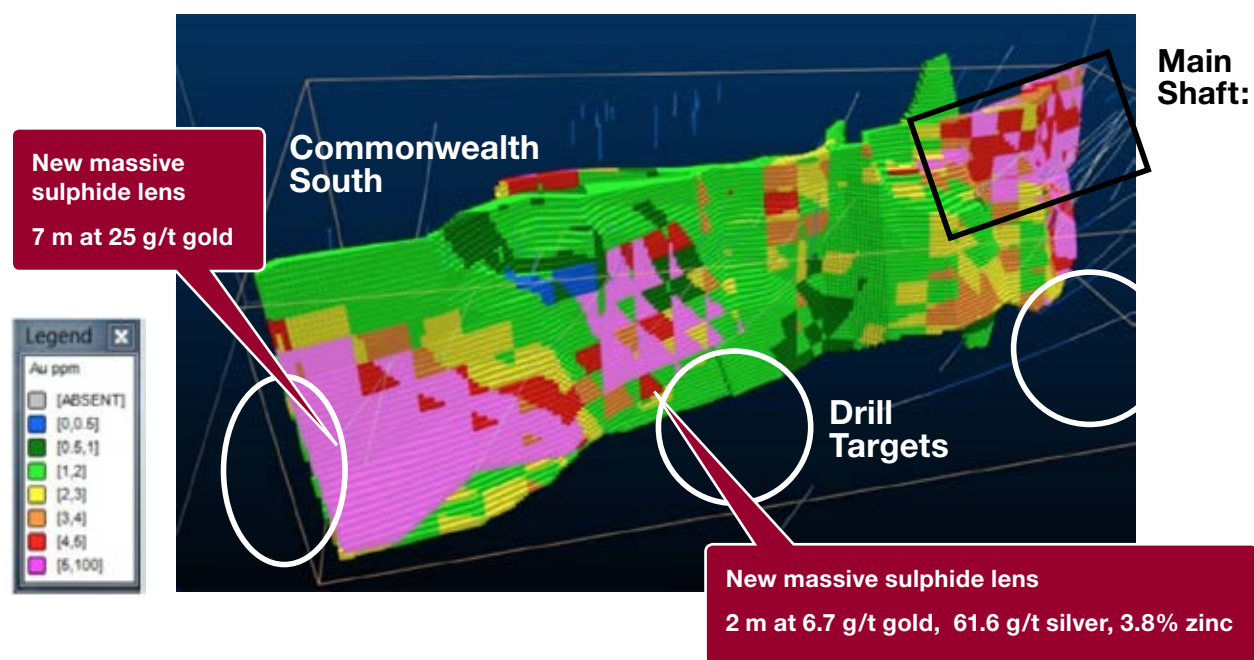 Main
Shaft:
Commonwealth
South
New massive
sulphide lens
7 m at 25 g/t gold
Legend
Au ppm
[ABSENT]
[0,0.5]
[0.5,1]
[1,2]
[2,3]
[3,4]
[4,5]
[5,100]
Drill
Targets
New massive sulphide lens
2 m at 6.7 g/t gold, 61.6 g/t silver, 3.8% zinc